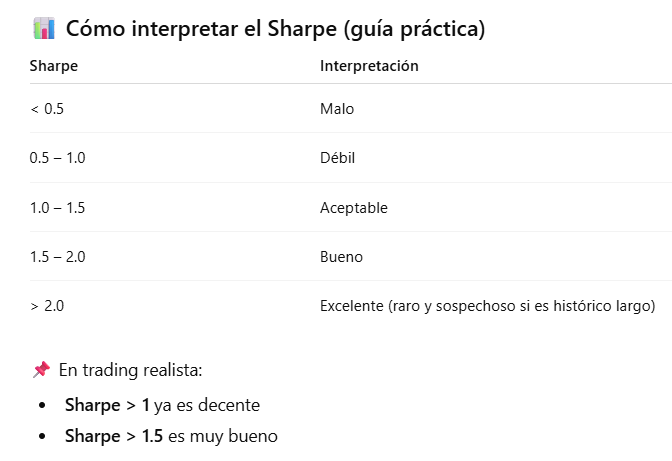 📊 Cómo interpretar el Sharpe (guía práctica)
Sharpe Interpretación
< 0.5 Malo
0.5 – 1.0 Débil
1.0 – 1.5 Aceptable
1.5 – 2.0 Bueno
> 2.0 Excelente (raro y sospechoso si es histórico largo)
📌 En trading realista:
• Sharpe > 1 ya es decente
• Sharpe > 1.5 es muy bueno